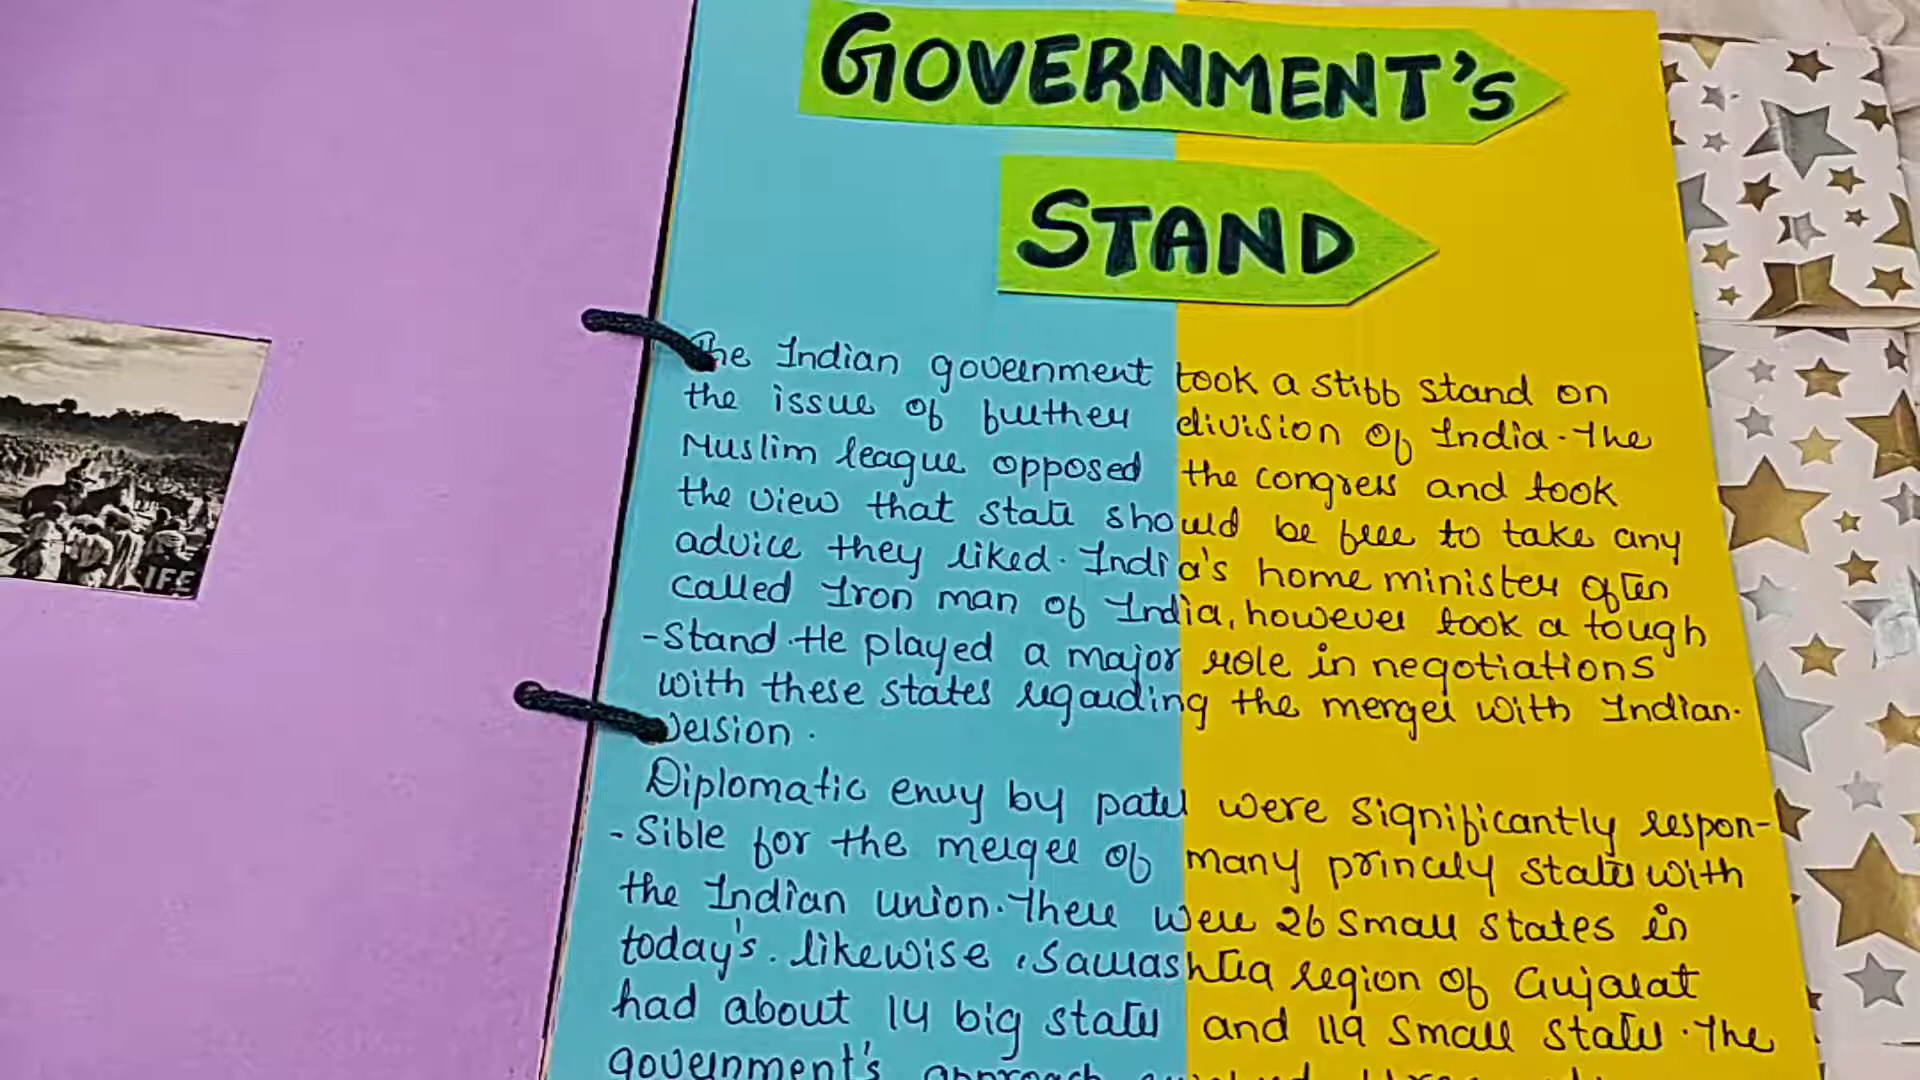 GOVERNMENT'S
STAND
The Indian government took a stiff stand on
the issue of further division of India. The
Muslim league opposed the congress and took
the view that state should be free to take any
advice they liked. India's home minister often
called Iron man of India, however took a tough
-stand. He played a major role in negotiations
with these states regarding the merger with Indian.
Version.
Diplomatic envy by patel were significantly respon-
-sible for the merger of many princely states with
the Indian union. There were 26 small states in
today's. likewise, Saurashtra region of Gujarat
had about 14 big states and 119 small states. The
government's approach
LIFE